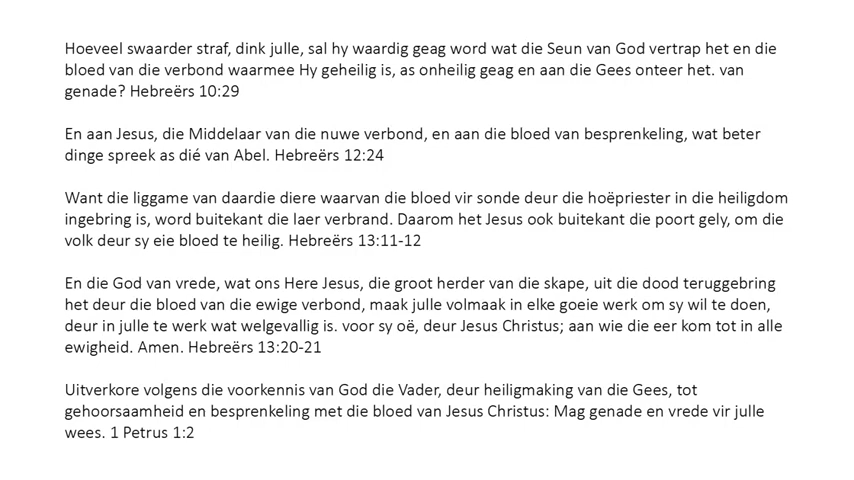 Hoeveel swaarder straf, dink julle, sal hy waardig geag word wat die Seun van God vertrap het en die
bloed van die verbond waarmee Hy geheilig is, as onheilig geag en aan die Gees onteer het. van
genade? Hebreërs 10:29
En aan Jesus, die Middelaar van die nuwe verbond, en aan die bloed van besprenkeling, wat beter
dinge spreek as dié van Abel. Hebreërs 12:24
Want die liggame van daardie diere waarvan die bloed vir sonde deur die hoëpriester in die heiligdom
ingebring is, word buitekant die laer verbrand. Daarom het Jesus ook buitekant die poort gely, om die
volk deur sy eie bloed te heilig. Hebreërs 13:11-12
En die God van vrede, wat ons Here Jesus, die groot herder van die skape, uit die dood teruggebring
het deur die bloed van die ewige verbond, maak julle volmaak in elke goeie werk om sy wil te doen,
deur in julle te werk wat welgevallig is. voor sy oë, deur Jesus Christus; aan wie die eer kom tot in alle
ewigheid. Amen. Hebreërs 13:20-21
Uitverkore volgens die voorkennis van God die Vader, deur heiligmaking van die Gees, tot
gehoorsaamheid en besprenkeling met die bloed van Jesus Christus: Mag genade en vrede vir julle
wees. 1 Petrus 1:2